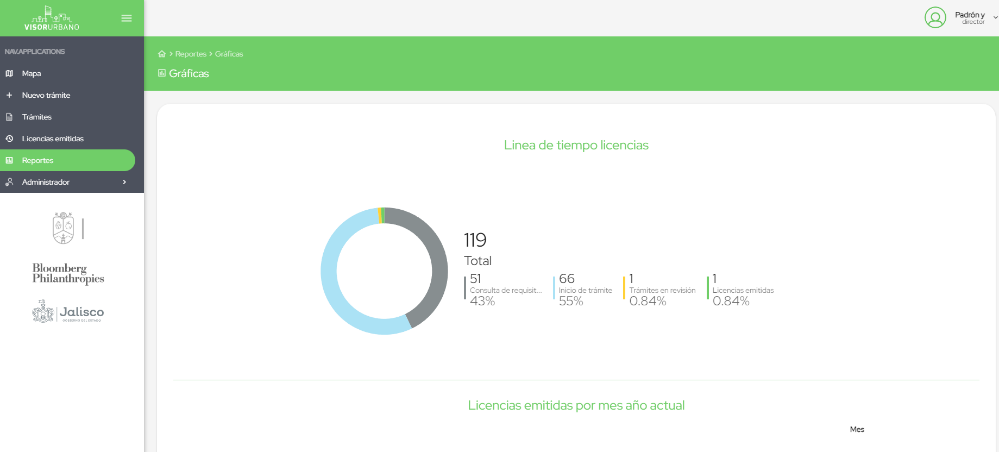 VISORURBANO
Padrón y
director
NAV.APPLICATIONS
Mapa
Nuevo trámite
Trámites
Licencias emitidas
Reportes
Administrador
Bloomberg
Philanthropies
Jalisco
Reportes > Gráficas
Gráficas
Linea de tiempo licencias
119
Total
51
Consulta de requisit...
43%
66
Inicio de trámite
55%
1
Trámites en revisión
0.84%
1
Licencias emitidas
0.84%
Licencias emitidas por mes año actual
Mes